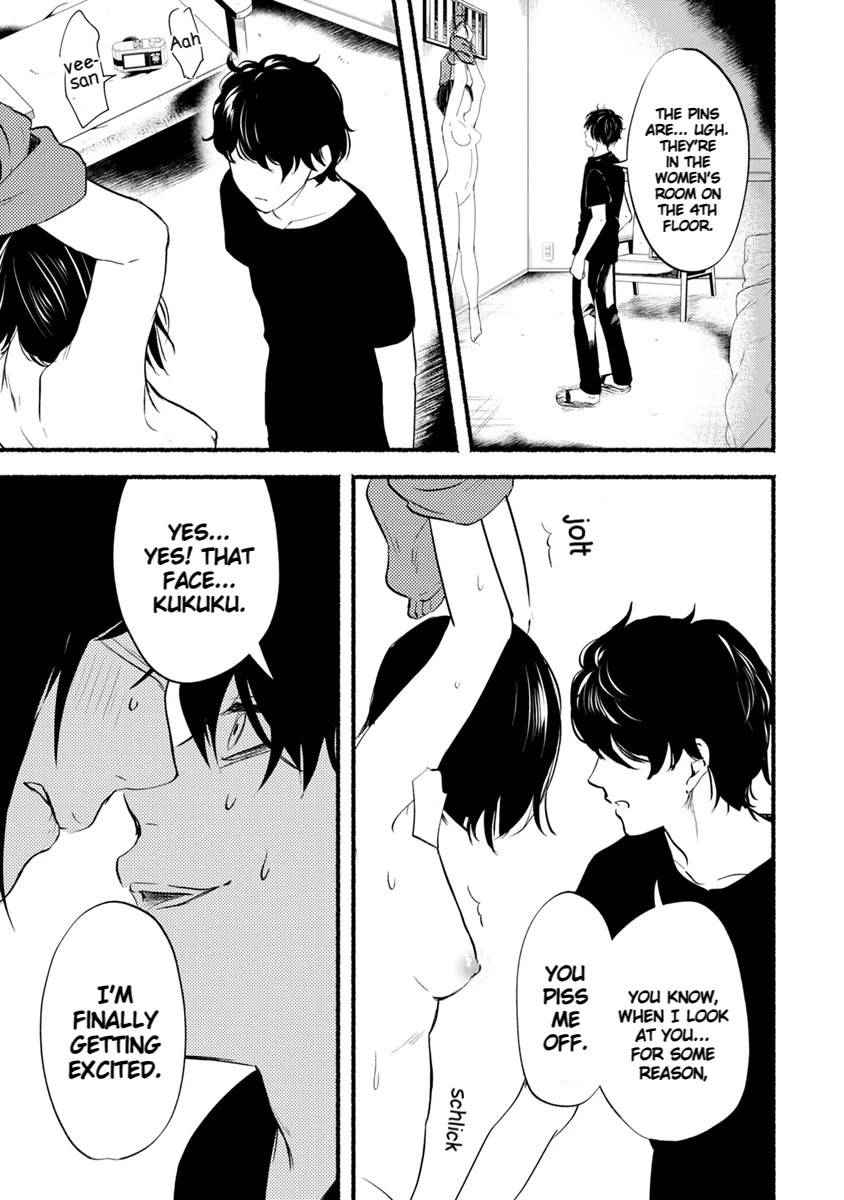 THE PINS
ARE... UGH.
THEY'RE
IN THE
WOMEN'S
ROOM ON
THE 4TH
FLOOR.
Aah
vee-
san
jolt
YOU KNOW,
WHEN I LOOK
AT YOU...
FOR SOME
REASON,
YOU
PISS
ME
OFF.
schlick
YES...
YES! THAT
FACE...
KUKUKU.
I'M
FINALLY
GETTING
EXCITED.